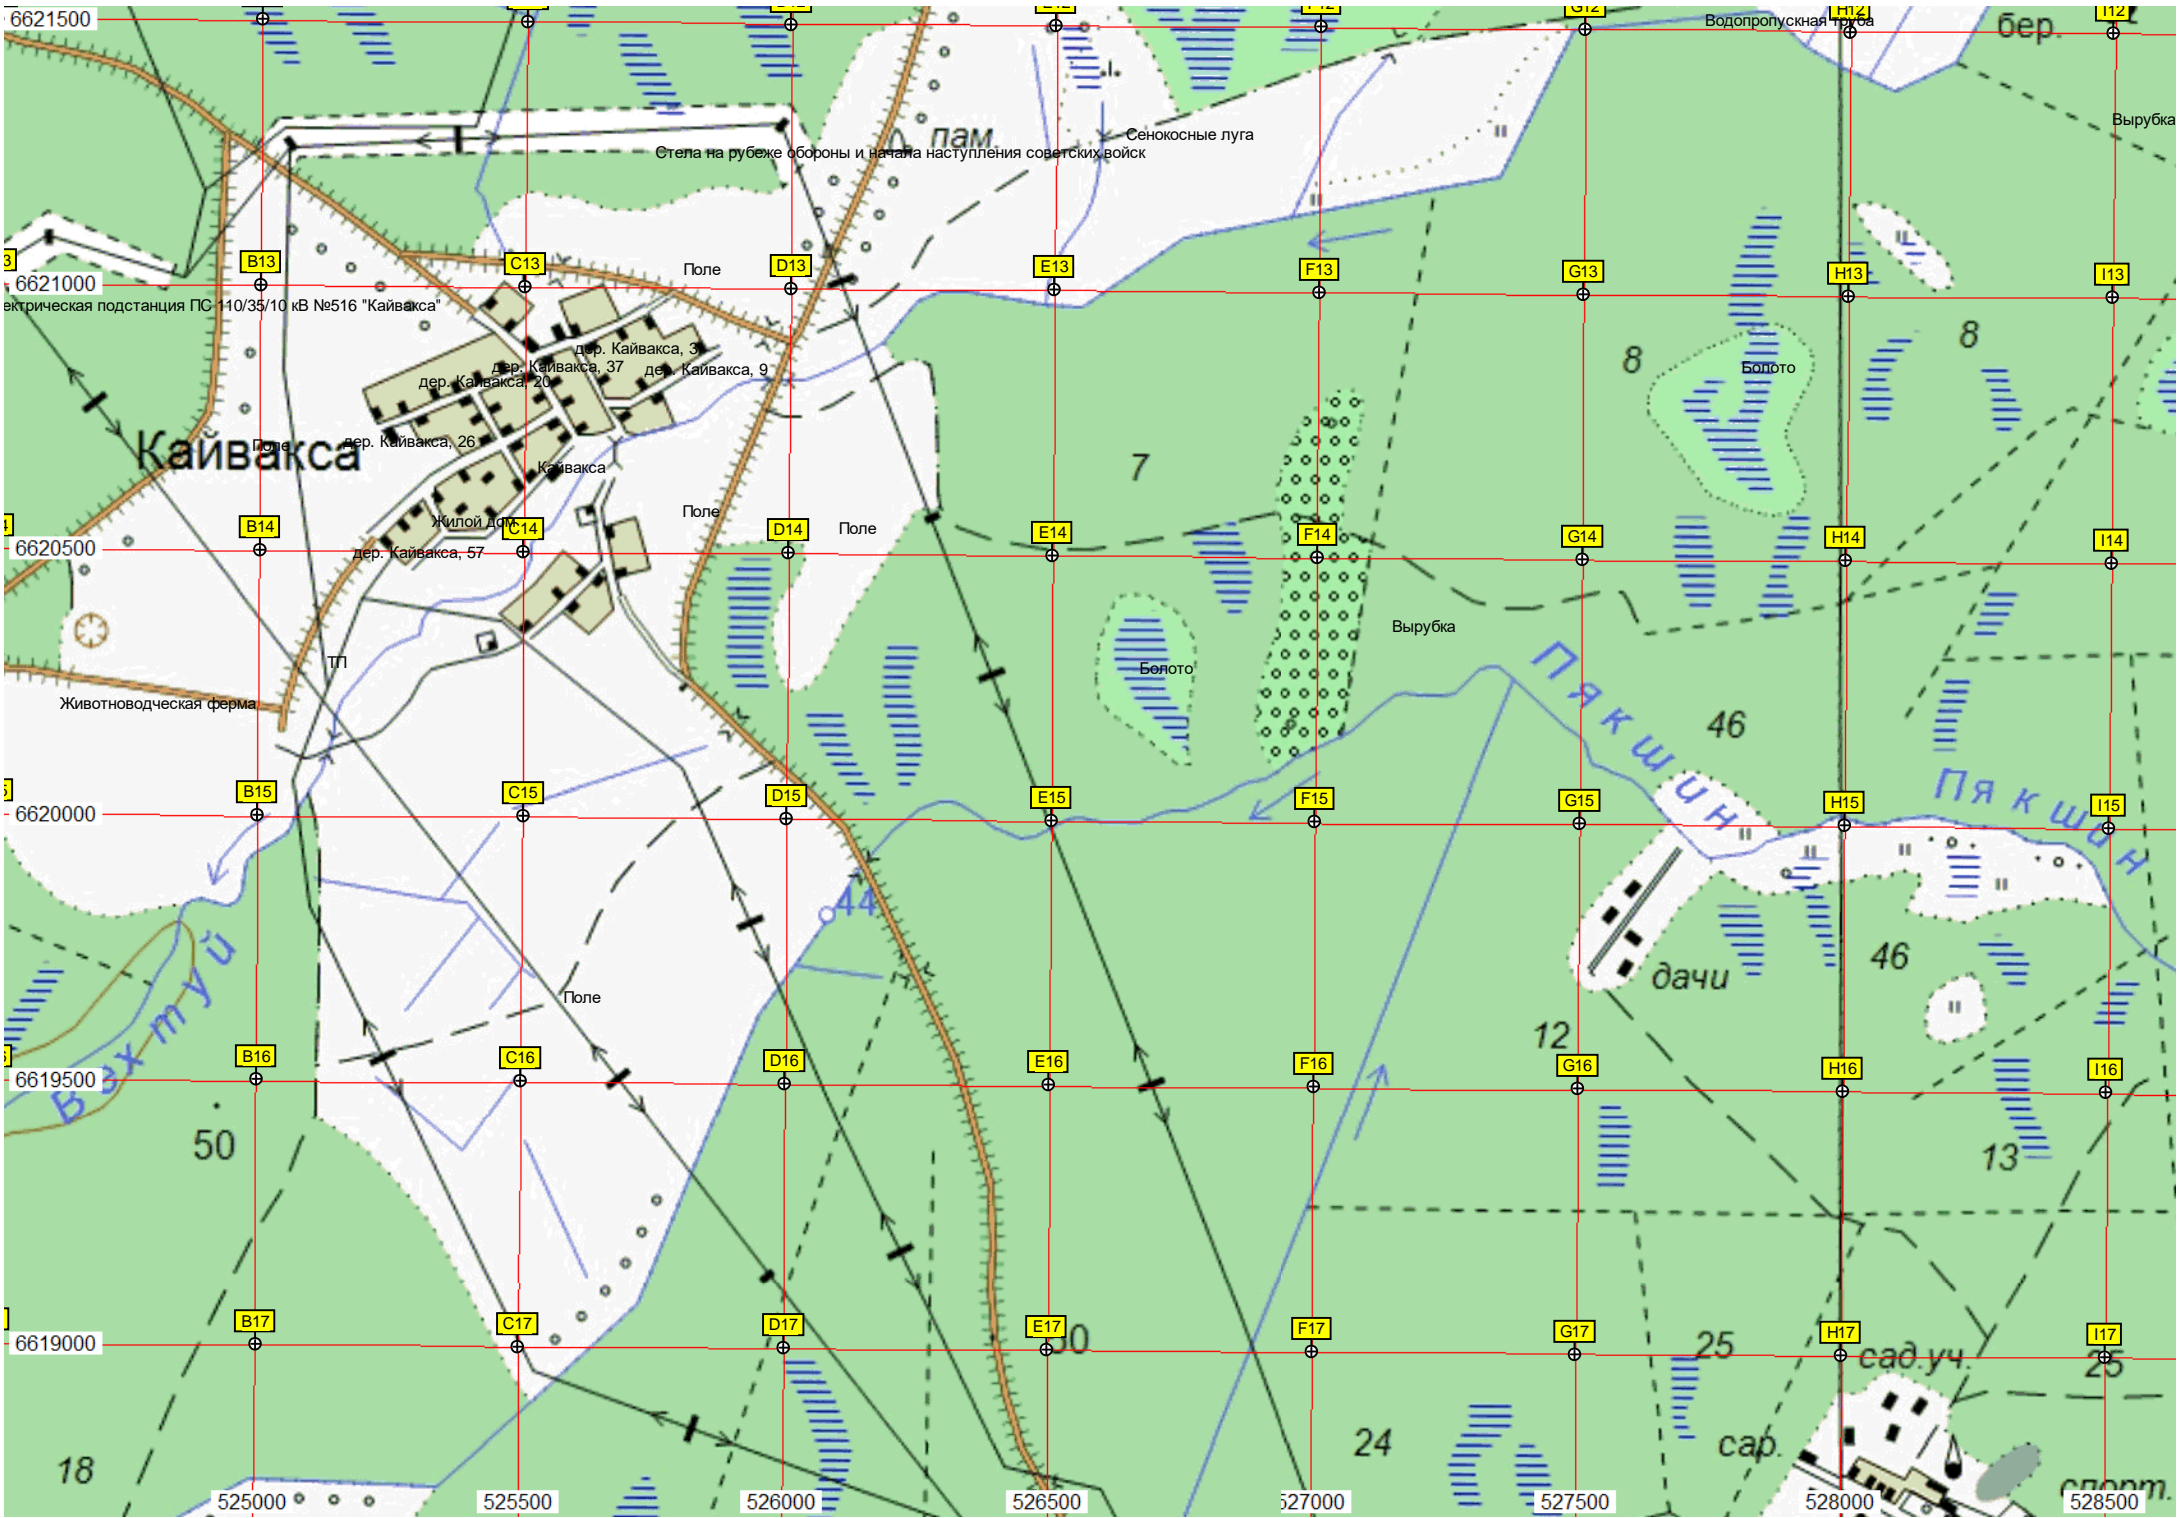 6621500
G12
H12
I12
Водопропускная труба
бер.
Вырубка
пам.
Сенокосные луга
Стела на рубеже обороны и начала наступления советских войск
B13
C13
Поле
D13
E13
F13
G13
H13
I13
6621000
ектрическая подстанция ПС 110/35/10 кВ №516 "Кайвакса"
8
8
дер. Кайвакса, 3
дер. Кайвакса, 37
дер. Кайвакса, 9
Болото
дер. Кайвакса, 20
дер. Кайвакса, 26
Поле
Кайвакса
Кайвакса
7
Поле
Жилой дом
Поле
B14
C14
D14
E14
F14
G14
H14
I14
6620500
дер. Кайвакса, 57
Вырубка
ТП
Болото
Пякшин
Животноводческая ферма
46
Пякшин
B15
C15
D15
E15
F15
G15
H15
I15
6620000
44
Вехтуй
дачи
46
Поле
12
B16
C16
D16
E16
F16
G16
H16
I16
6619500
50
13
B17
C17
D17
E17
F17
G17
H17
I17
6619000
25
сад.уч.
25
18
24
сар.
спорт.
525000
525500
526000
526500
527000
527500
528000
528500